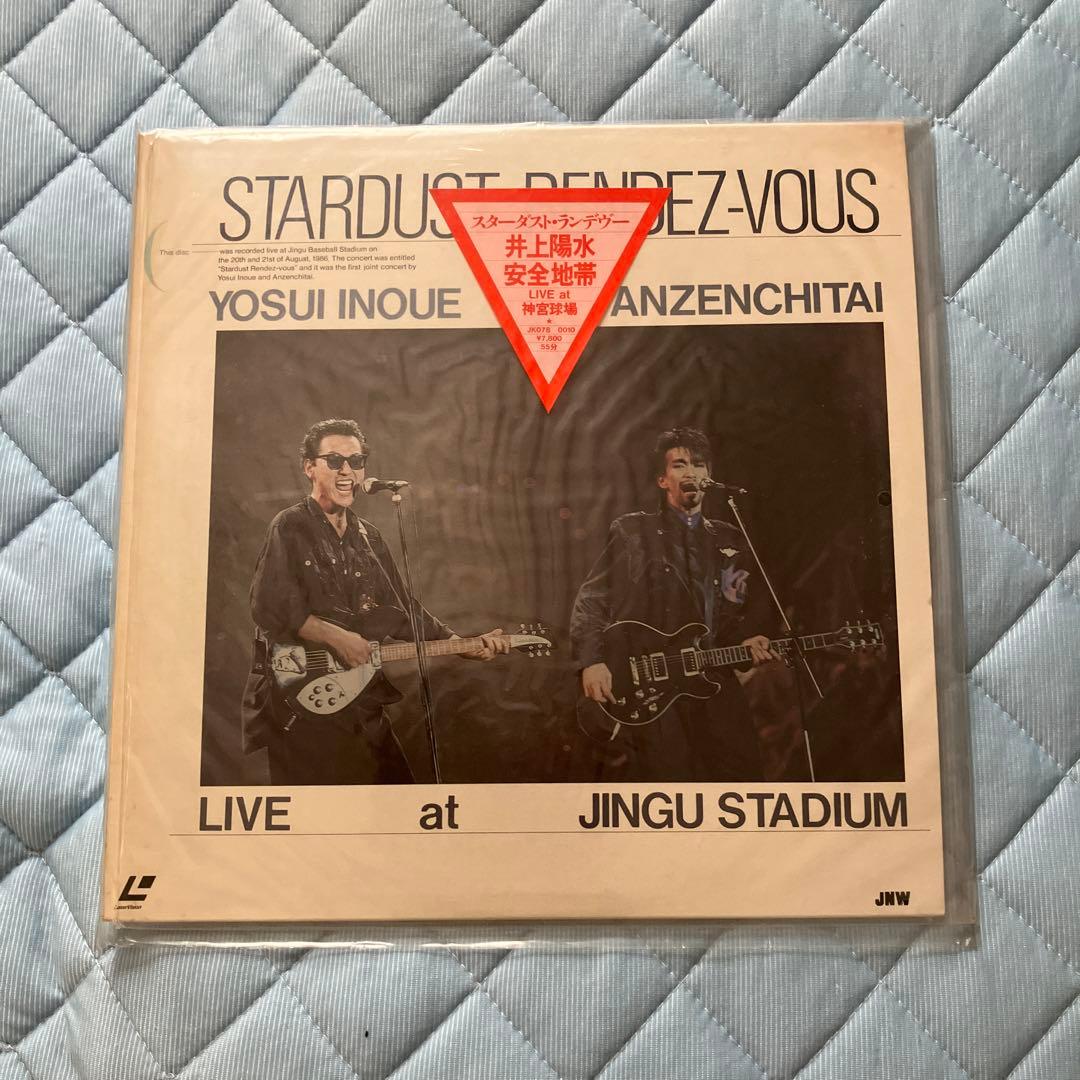 STARDUST RENDEZ-VOUS
スターダスト・ランデヴー
井上陽水
安全地帯
LIVE at
神宮球場
★
JK078 0010
¥7,800
55分
This disc was recorded live at Jingu Baseball Stadium on
the 20th and 21st of August, 1986. The concert was entitled
"Stardust Rendez-vous" and it was the first joint concert by
Yosui Inoue and Anzenchitai.
YOSUI INOUE ANZENCHITAI
LIVE at JINGU STADIUM
LaserVision
JNW